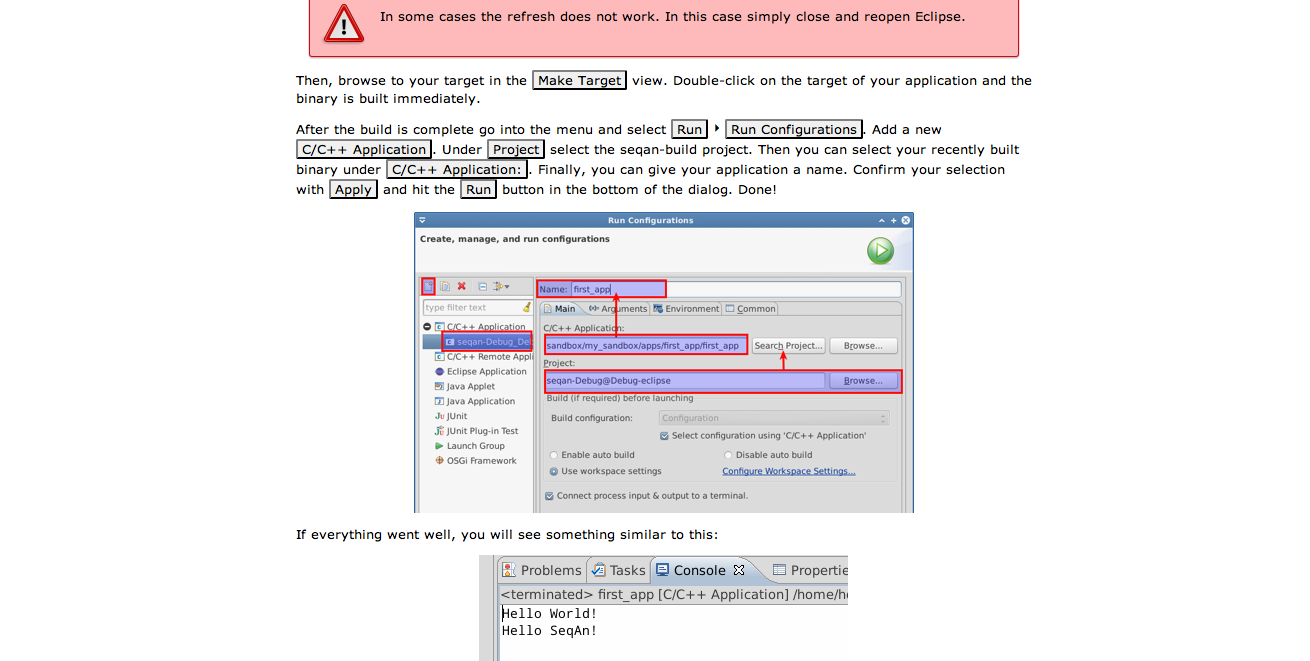 In some cases the refresh does not work. In this case simply close and reopen Eclipse.
Then, browse to your target in the Make Target view. Double-click on the target of your application and the
binary is built immediately.
After the build is complete go into the menu and select Run ‣ Run Configurations. Add a new
C/C++ Application. Under Project select the seqan-build project. Then you can select your recently built
binary under C/C++ Application:. Finally, you can give your application a name. Confirm your selection
with Apply and hit the Run button in the bottom of the dialog. Done!
Run Configurations
Create, manage, and run configurations
Name: first_app
type filter text
Main Arguments Environment Common
C/C++ Application
C/C++ Application:
seqan-Debug_De
sandbox/my_sandbox/apps/first_app/first_app Search Project... Browse...
C/C++ Remote Appli
Project:
Eclipse Application
seqan-Debug@Debug-eclipse Browse...
Java Applet
Build (if required) before launching
Java Application
JUnit
Build configuration: Configuration
JUnit Plug-in Test
Select configuration using 'C/C++ Application'
Launch Group
Enable auto build Disable auto build
OSGi Framework
Use workspace settings Configure Workspace Settings...
Connect process input & output to a terminal.
If everything went well, you will see something similar to this:
Problems Tasks Console Propertie
<terminated> first_app [C/C++ Application] /home/h
Hello World!
Hello SeqAn!